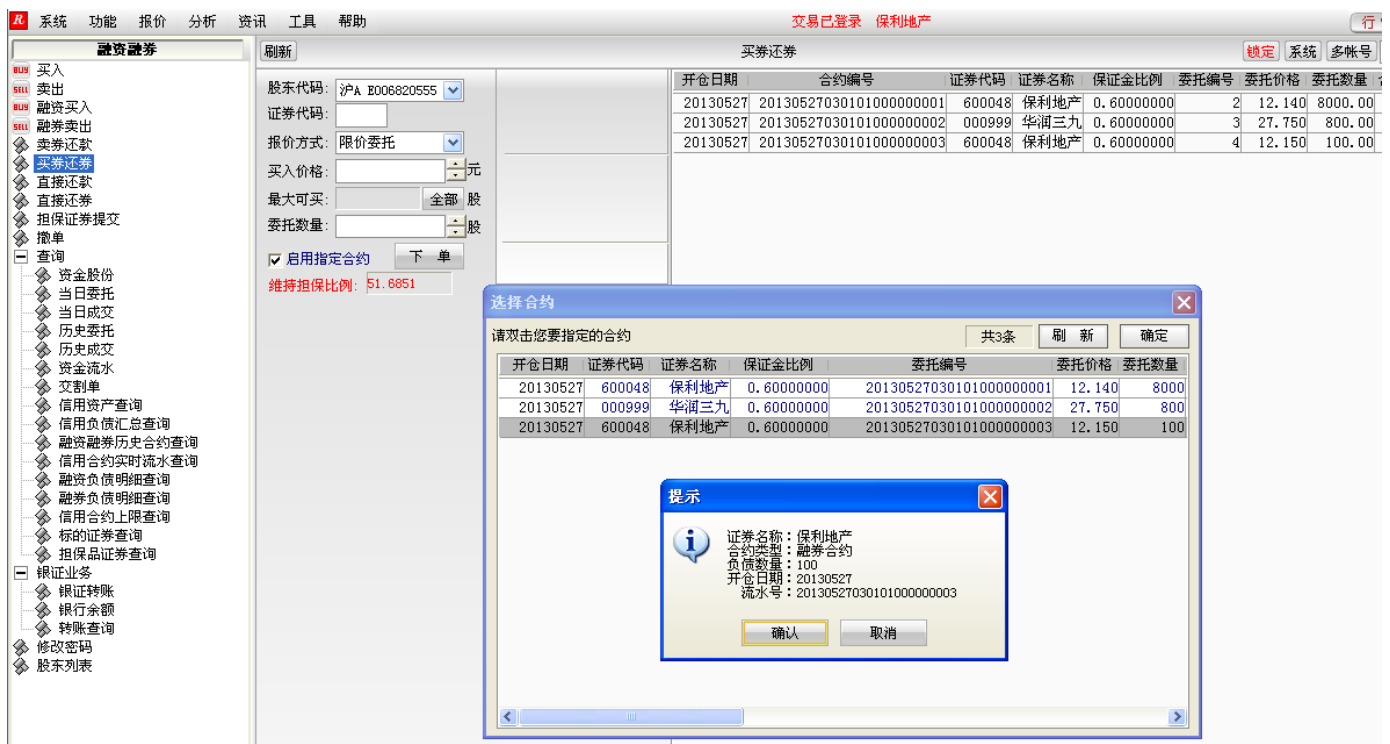 R 系统 功能 报价 分析 资讯 工具 帮助 交易已登录 保利地产 行
融资融券
刷新 买券还券 锁定 系统 多帐号
BUY 买入
SELL 卖出
BUY 融资买入
SELL 融券卖出
卖券还款
买券还券
直接还款
直接还券
担保证券提交
撤单
查询
资金股份
当日委托
当日成交
历史委托
历史成交
资金流水
交割单
信用资产查询
信用负债汇总查询
融资融券历史合约查询
信用合约实时流水查询
融资负债明细查询
融券负债明细查询
信用合约上限查询
标的证券查询
担保品证券查询
银证业务
银证转账
银行余额
转账查询
修改密码
股东列表
股东代码: 沪A E006820555
证券代码:
报价方式: 限价委托
买入价格: 元
最大可买: 全部 股
委托数量: 股
启用指定合约 下 单
维持担保比例: 51.6851
开仓日期 合约编号 证券代码 证券名称 保证金比例 委托编号 委托价格 委托数量
20130527 20130527030101000000001 600048 保利地产 0.60000000 2 12.140 8000.00
20130527 20130527030101000000002 000999 华润三九 0.60000000 3 27.750 800.00
20130527 20130527030101000000003 600048 保利地产 0.60000000 4 12.150 100.00
选择合约
请双击您要指定的合约 共3条 刷 新 确定
开仓日期 证券代码 证券名称 保证金比例 委托编号 委托价格 委托数量
20130527 600048 保利地产 0.60000000 20130527030101000000001 12.140 8000
20130527 000999 华润三九 0.60000000 20130527030101000000002 27.750 800
20130527 600048 保利地产 0.60000000 20130527030101000000003 12.150 100
提示
证券名称：保利地产
合约类型：融券合约
负债数量：100
开仓日期：20130527
流水号：20130527030101000000003
确认 取消